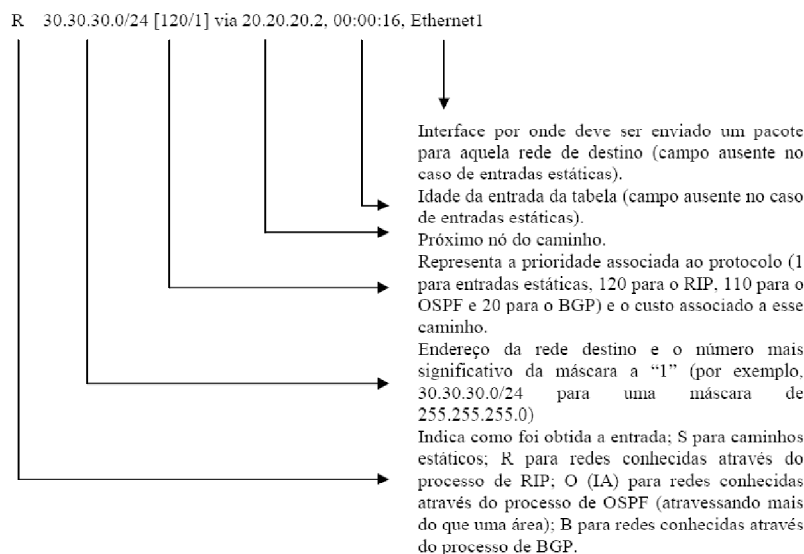 R 30.30.30.0/24 [120/1] via 20.20.20.2, 00:00:16, Ethernet1
Interface por onde deve ser enviado um pacote
para aquela rede de destino (campo ausente no
caso de entradas estáticas).
Idade da entrada da tabela (campo ausente no caso
de entradas estáticas).
Próximo nó do caminho.
Representa a prioridade associada ao protocolo (1
para entradas estáticas, 120 para o RIP, 110 para o
OSPF e 20 para o BGP) e o custo associado a esse
caminho.
Endereço da rede destino e o número mais
significativo da máscara a “1” (por exemplo,
30.30.30.0/24 para uma máscara de
255.255.255.0)
Indica como foi obtida a entrada; S para caminhos
estáticos; R para redes conhecidas através do
processo de RIP; O (IA) para redes conhecidas
através do processo de OSPF (atravessando mais
do que uma área); B para redes conhecidas através
do processo de BGP.